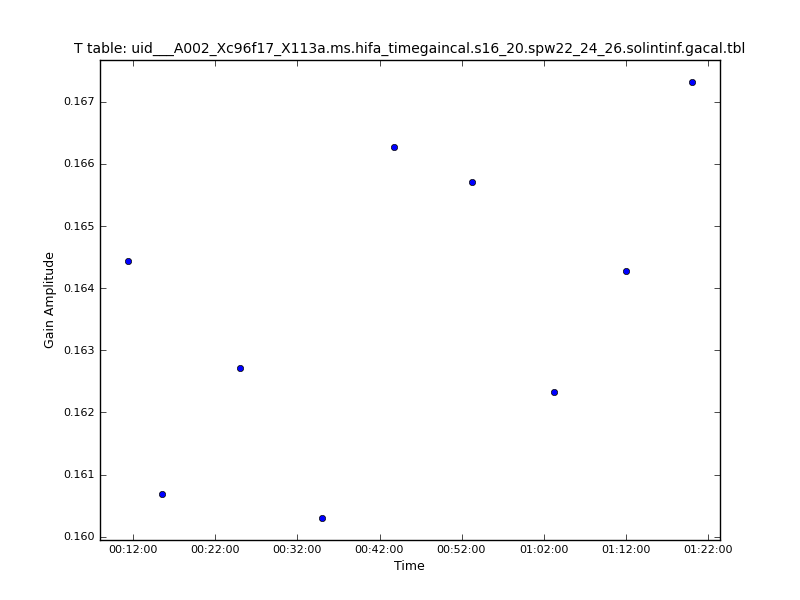 T table: uid___A002_Xc96f17_X113a.ms.hifa_timegaincal.s16_20.spw22_24_26.solintinf.gacal.tbl
0.167
0.166
0.165
0.164
0.163
0.162
0.161
0.160
Gain Amplitude
00:12:00 00:22:00 00:32:00 00:42:00 00:52:00 01:02:00 01:12:00 01:22:00
Time